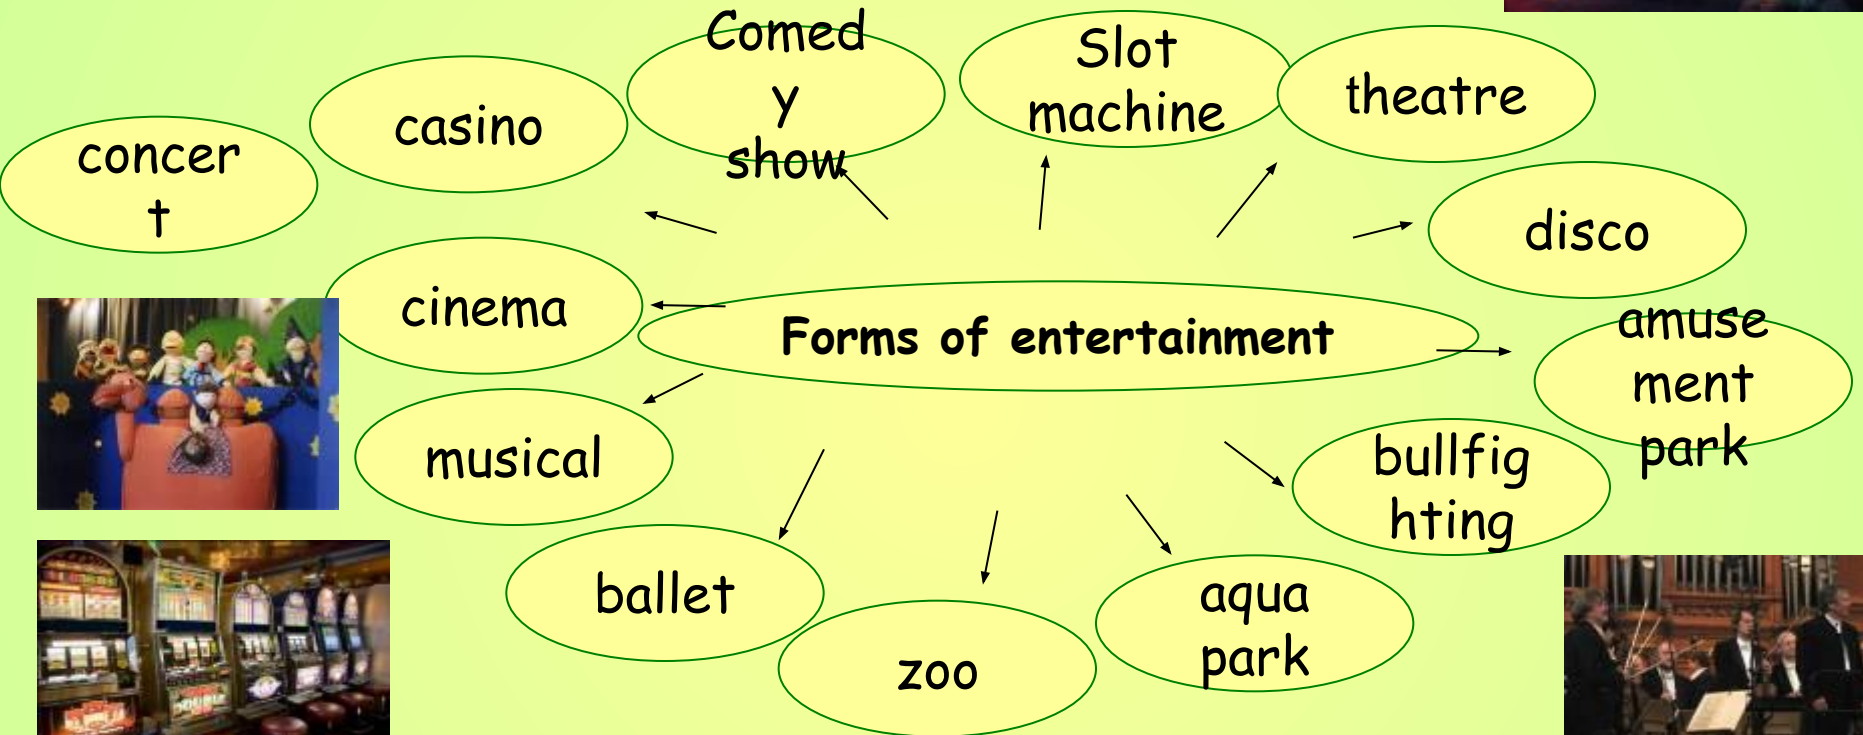 Comed
y
show
Slot
machine
theatre
casino
concer
t
disco
cinema
Forms of entertainment
amuse
ment
park
musical
bullfig
hting
ballet
aqua
park
zoo